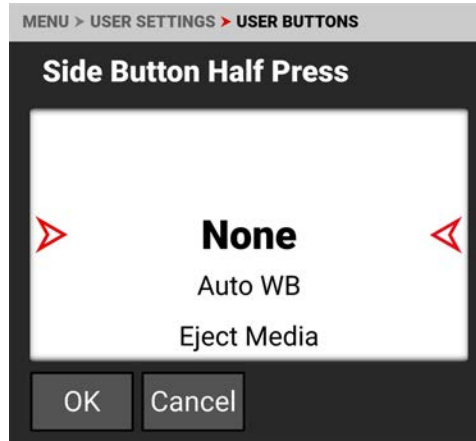 MENU > USER SETTINGS > USER BUTTONS
Side Button Half Press
None
Auto WB
Eject Media
OK Cancel